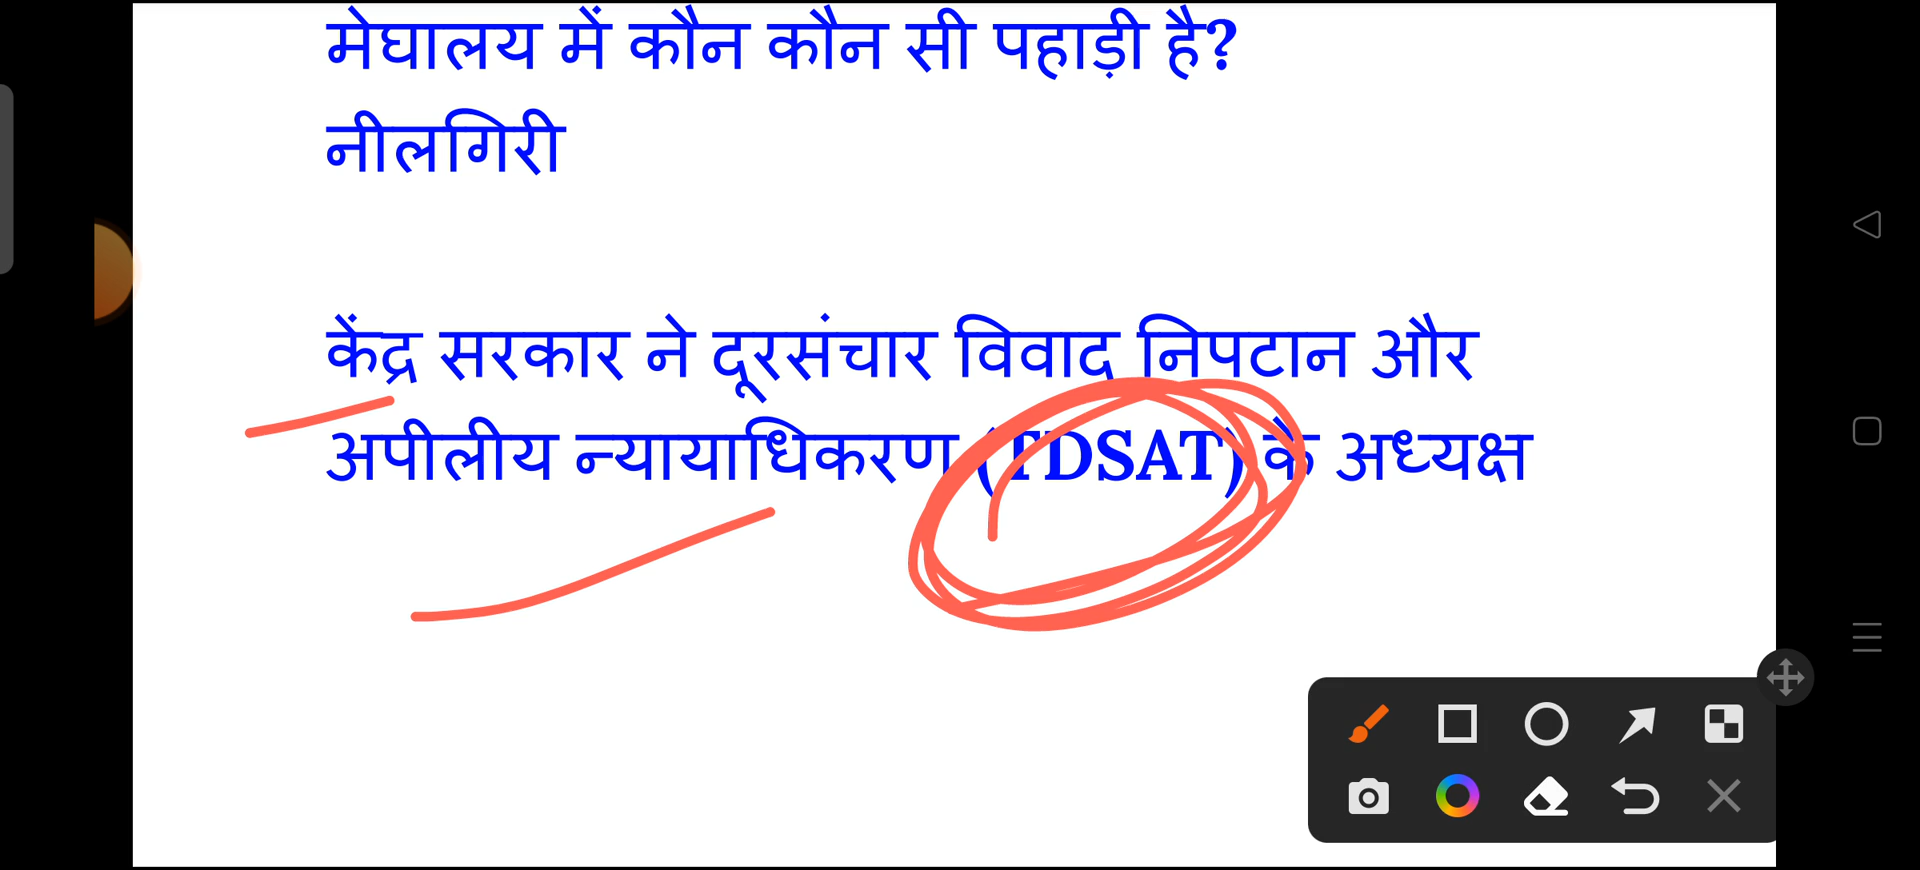 मेघालय में कौन कौन सी पहाड़ी है?
नीलगिरी
केंद्र सरकार ने दूरसंचार विवाद निपटान और
अपीलीय न्यायाधिकरण (TDSAT) के अध्यक्ष